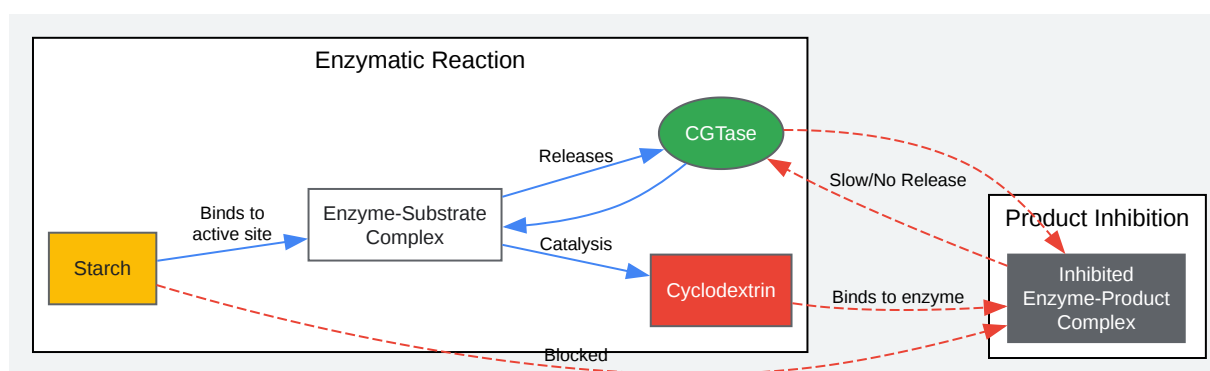 Enzymatic Reaction
CGTase
Releases
Slow/No Release
Binds to
active site
Enzyme-Substrate
Complex
Product Inhibition
Catalysis
Starch
Cyclodextrin
Inhibited
Enzyme-Product
Complex
Binds to enzyme
Blocked